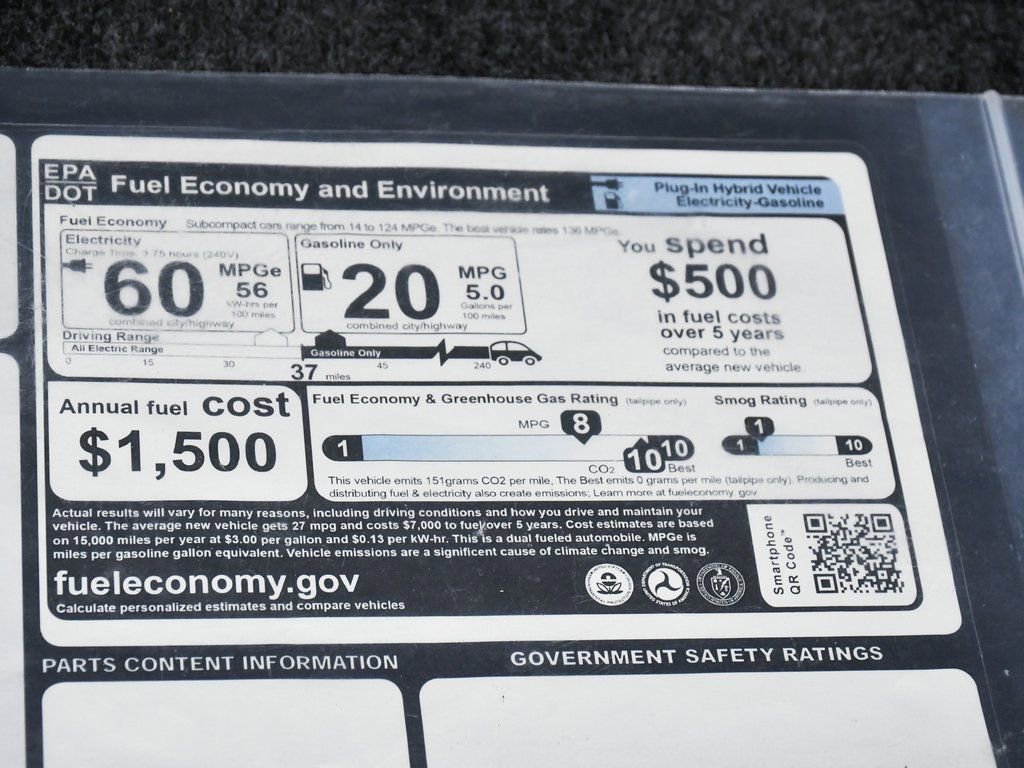 EPA
DOT
Fuel Economy and Environment
Plug-In Hybrid Vehicle
Electricity-Gasoline
Fuel Economy
Subcompact cars range from 14 to 124 MPGe. The best vehicle rates 136 MPGe.
Electricity
Charge Time: 3.75 hours (240V)
60
MPGe
56
kW-hrs per
100 miles
combined city/highway
Gasoline Only
20
MPG
5.0
Gallons per
100 miles
combined city/highway
You spend
$500
in fuel costs
over 5 years
compared to the
average new vehicle
Driving Range
All Electric Range
Gasoline Only
0 15 30 37 miles 45 240
Annual fuel cost
$1,500
Fuel Economy & Greenhouse Gas Rating (tailpipe only)
MPG 8
1 10
CO2 10 Best
Smog Rating (tailpipe only)
1
1 10
Best
This vehicle emits 151grams CO2 per mile, The Best emits 0 grams per mile (tailpipe only). Producing and
distributing fuel & electricity also create emissions; Learn more at fueleconomy gov
Actual results will vary for many reasons, including driving conditions and how you drive and maintain your
vehicle. The average new vehicle gets 27 mpg and costs $7,000 to fuel over 5 years. Cost estimates are based
on 15,000 miles per year at $3.00 per gallon and $0.13 per kW-hr. This is a dual fueled automobile. MPGe is
miles per gasoline gallon equivalent. Vehicle emissions are a significant cause of climate change and smog.
fueleconomy.gov
Calculate personalized estimates and compare vehicles
Smartphone
QR Code™
PARTS CONTENT INFORMATION
GOVERNMENT SAFETY RATINGS